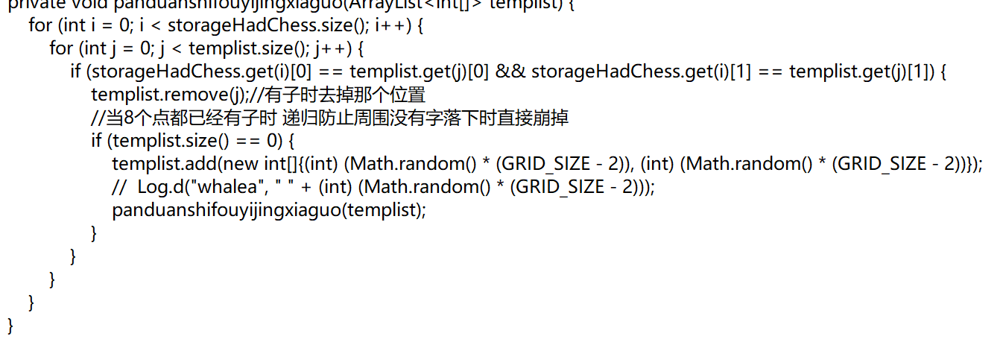 private void panduanshifouyijingxiaguo(ArrayList<int[]> templist) {
for (int i = 0; i < storageHadChess.size(); i++) {
for (int j = 0; j < templist.size(); j++) {
if (storageHadChess.get(i)[0] == templist.get(j)[0] && storageHadChess.get(i)[1] == templist.get(j)[1]) {
templist.remove(j);//有子时去掉那个位置
//当8个点都已经有子时 递归防止周围没有字落下时直接崩掉
if (templist.size() == 0) {
templist.add(new int[]{(int) (Math.random() * (GRID_SIZE - 2)), (int) (Math.random() * (GRID_SIZE - 2))});
// Log.d("whalea", " " + (int) (Math.random() * (GRID_SIZE - 2)));
panduanshifouyijingxiaguo(templist);
}
}
}
}
}